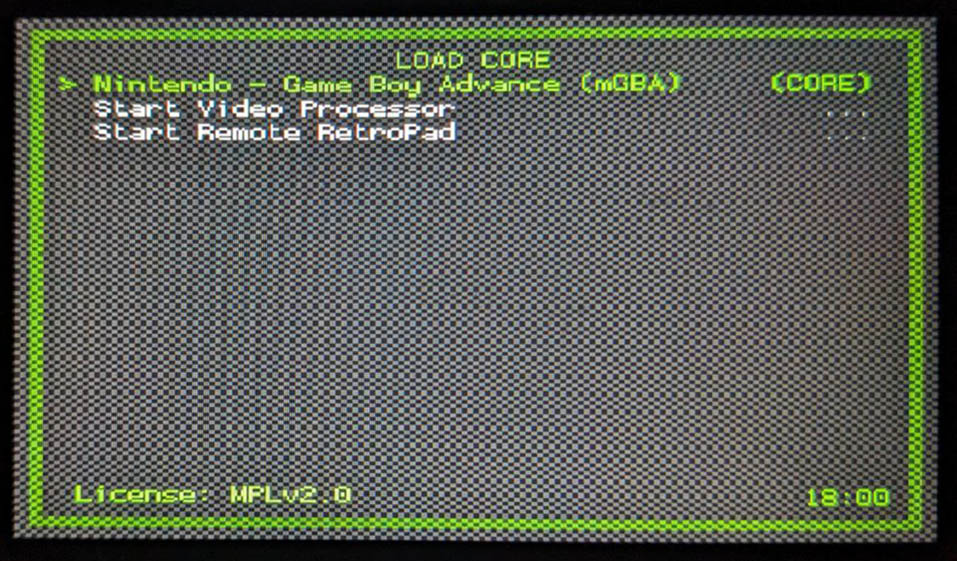 LOAD CORE
> Nintendo - Game Boy Advance (mGBA) (CORE)
Start Video Processor ...
Start Remote RetroPad ...
License: MPLv2.0 18:00